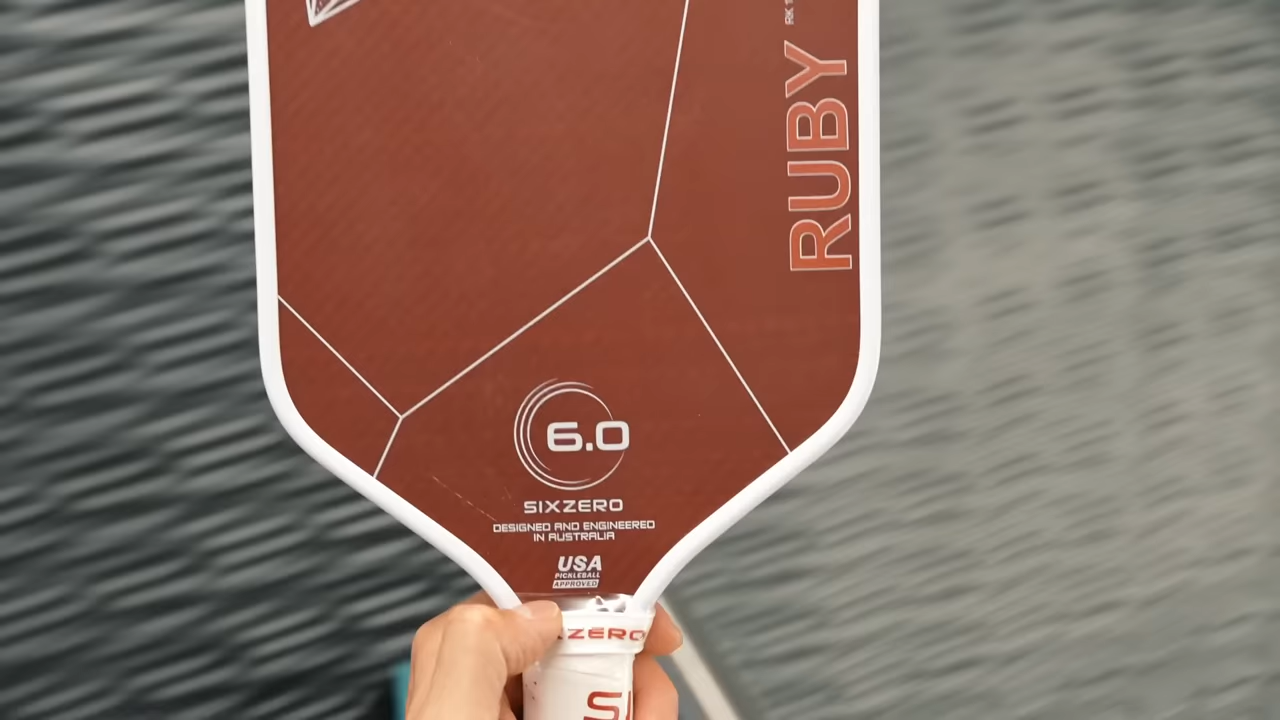 RUBY
6.0
SIXZERO
DESIGNED AND ENGINEERED
IN AUSTRALIA
USA
PICKLEBALL
APPROVED
ZERO